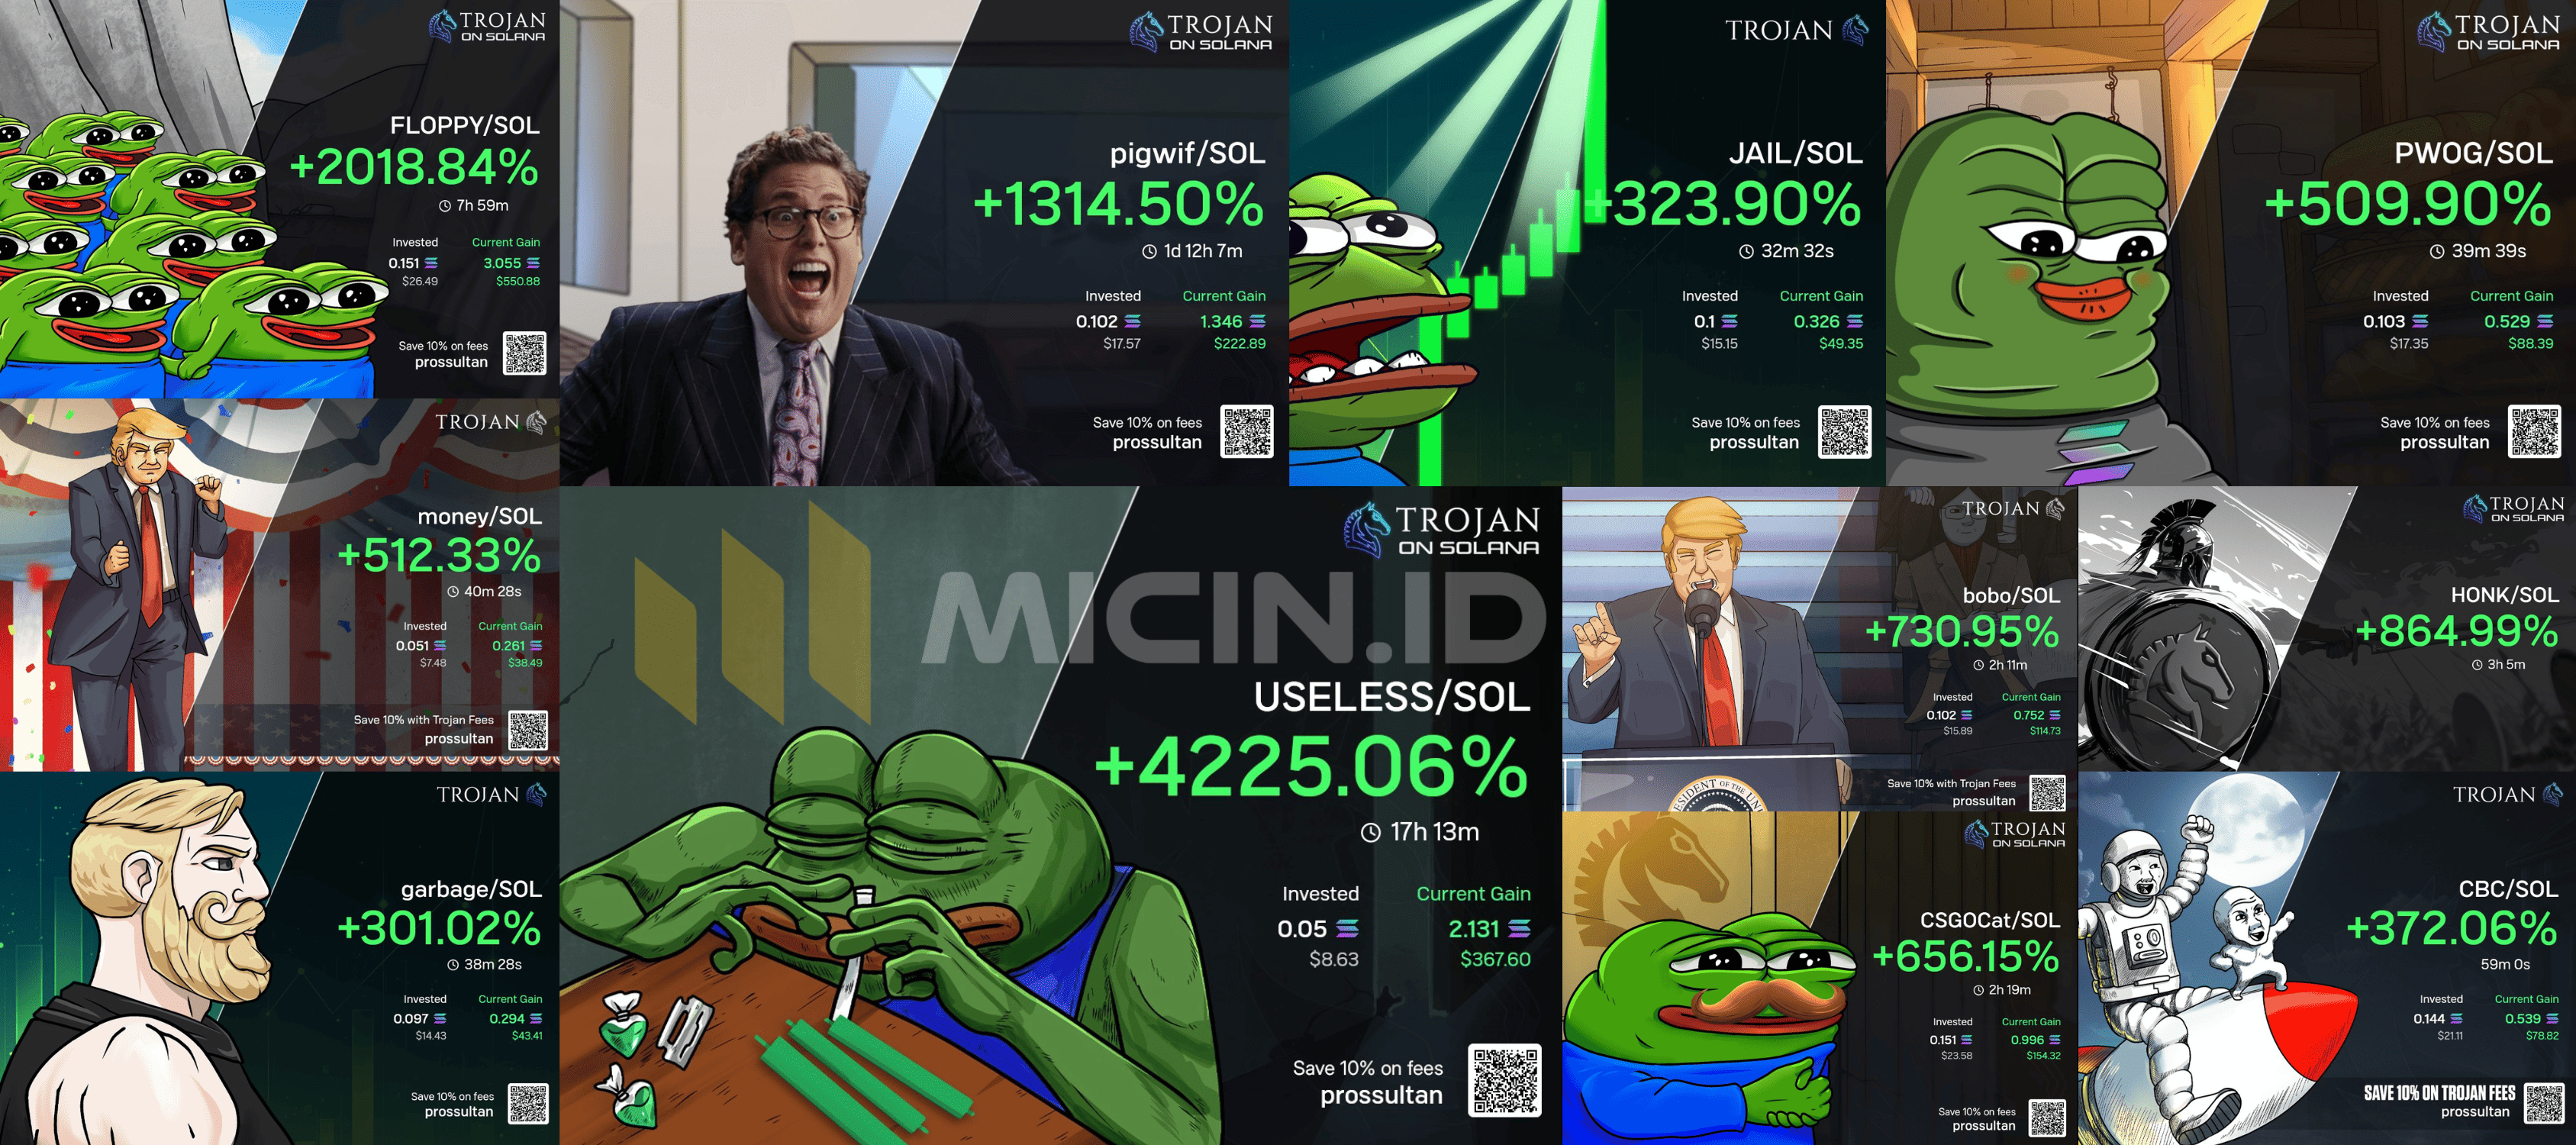 TROJAN
ON SOLANA
FLOPPY/SOL
+2018.84%
7h 59m
Invested Current Gain
0.151 3.055
$26.49 $550.88
Save 10% on fees
prossultan
TROJAN
ON SOLANA
pigwif/SOL
+1314.50%
1d 12h 7m
Invested Current Gain
0.102 1.346
$17.57 $222.89
Save 10% on fees
prossultan
TROJAN
JAIL/SOL
+323.90%
32m 32s
Invested Current Gain
0.1 0.326
$15.15 $49.35
Save 10% on fees
prossultan
TROJAN
ON SOLANA
PWOG/SOL
+509.90%
39m 39s
Invested Current Gain
0.103 0.529
$17.35 $88.39
Save 10% on fees
prossultan
TROJAN
money/SOL
+512.33%
40m 28s
Invested Current Gain
0.051 0.261
$7.48 $38.49
Save 10% with Trojan Fees
prossultan
TROJAN
ON SOLANA
MICIN.ID
USELESS/SOL
+4225.06%
17h 13m
Invested Current Gain
0.05 2.131
$8.63 $367.60
Save 10% on fees
prossultan
TROJAN
bobo/SOL
+730.95%
2h 11m
Invested Current Gain
0.102 0.752
$15.89 $114.73
Save 10% with Trojan Fees
prossultan
SIDENT OF THE UN
TROJAN
ON SOLANA
HONK/SOL
+864.99%
3h 5m
TROJAN
garbage/SOL
+301.02%
38m 28s
Invested Current Gain
0.097 0.294
$14.43 $43.41
Save 10% on fees
prossultan
TROJAN
ON SOLANA
CSGOCat/SOL
+656.15%
2h 19m
Invested Current Gain
0.151 0.996
$23.58 $154.32
Save 10% on fees
prossultan
TROJAN
CBC/SOL
+372.06%
59m 0s
Invested Current Gain
0.144 0.539
$21.11 $78.82
SAVE 10% ON TROJAN FEES
prossultan